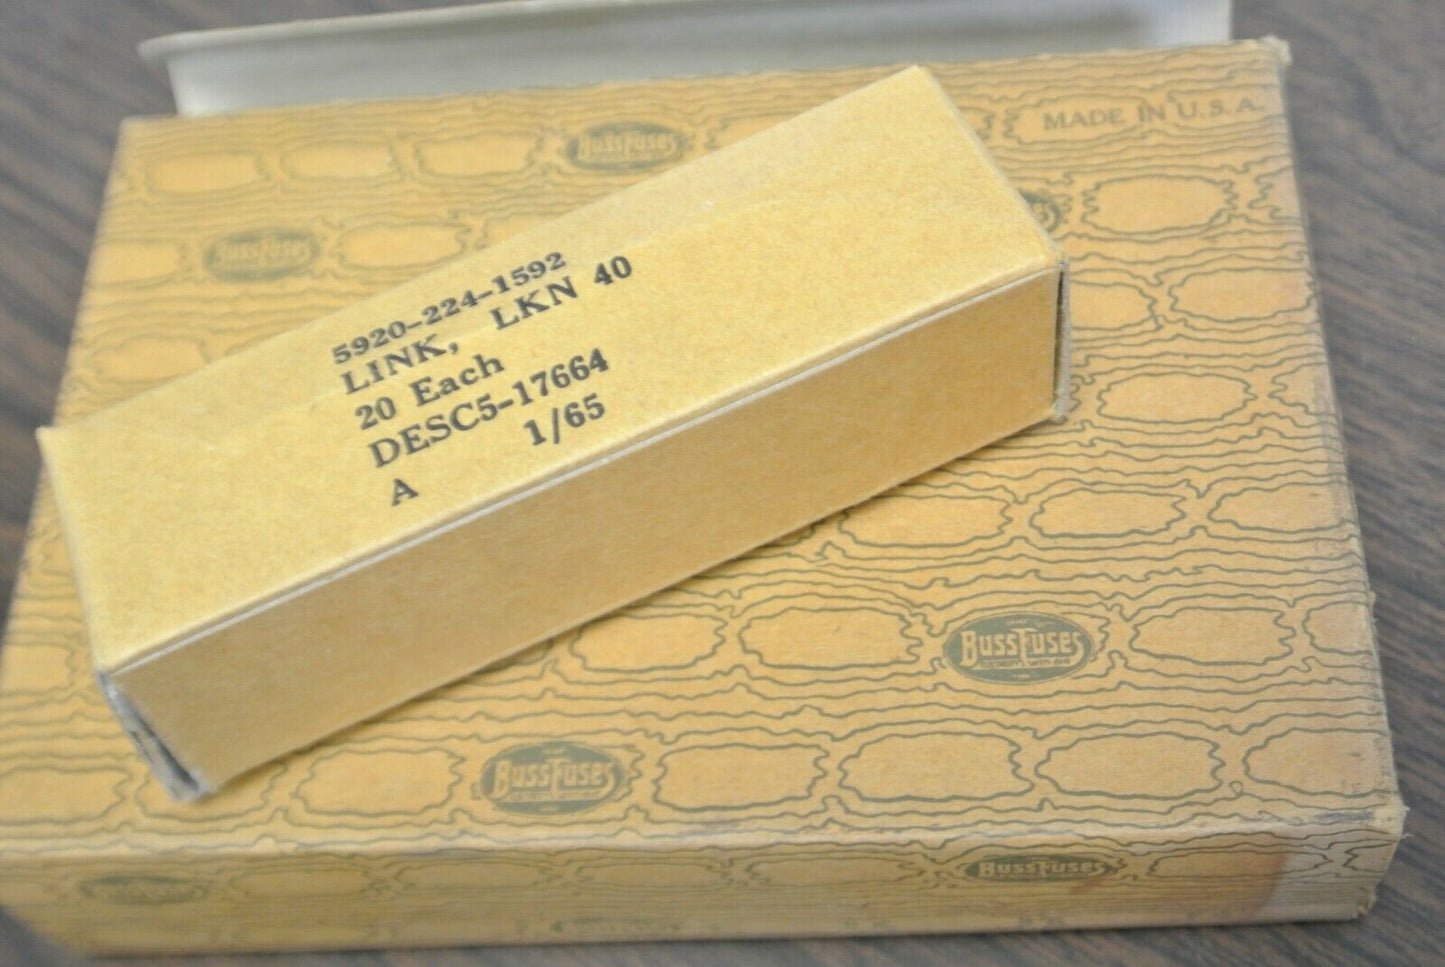 MADE IN U.S.A.
BussFuses
BussFuses
BussFuses
5920-224-1592
LINK, LKN 40
20 Each
DESC5-17664
1/65
A
BussFuses
BussFuses
BussFuses